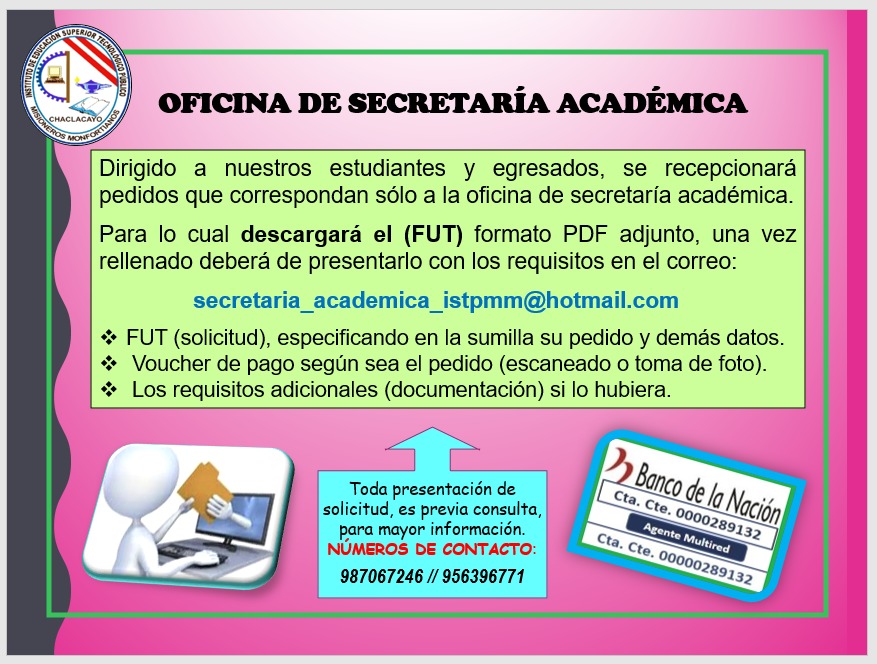 INSTITUTO DE EDUCACIÓN SUPERIOR TECNOLÓGICO PÚBLICO
CHACLACAYO
MISIONEROS MONFORTIANOS
OFICINA DE SECRETARÍA ACADÉMICA
Dirigido a nuestros estudiantes y egresados, se recepcionará
pedidos que correspondan sólo a la oficina de secretaría académica.
Para lo cual descargará el (FUT) formato PDF adjunto, una vez
rellenado deberá de presentarlo con los requisitos en el correo:
secretaria_academica_istpmm@hotmail.com
❖ FUT (solicitud), especificando en la sumilla su pedido y demás datos.
❖ Voucher de pago según sea el pedido (escaneado o toma de foto).
❖ Los requisitos adicionales (documentación) si lo hubiera.
Toda presentación de
solicitud, es previa consulta,
para mayor información.
NÚMEROS DE CONTACTO:
987067246 // 956396771
Banco de la Nación
Cta. Cte. 0000289132
Agente Multired
Cta. Cte. 0000289132